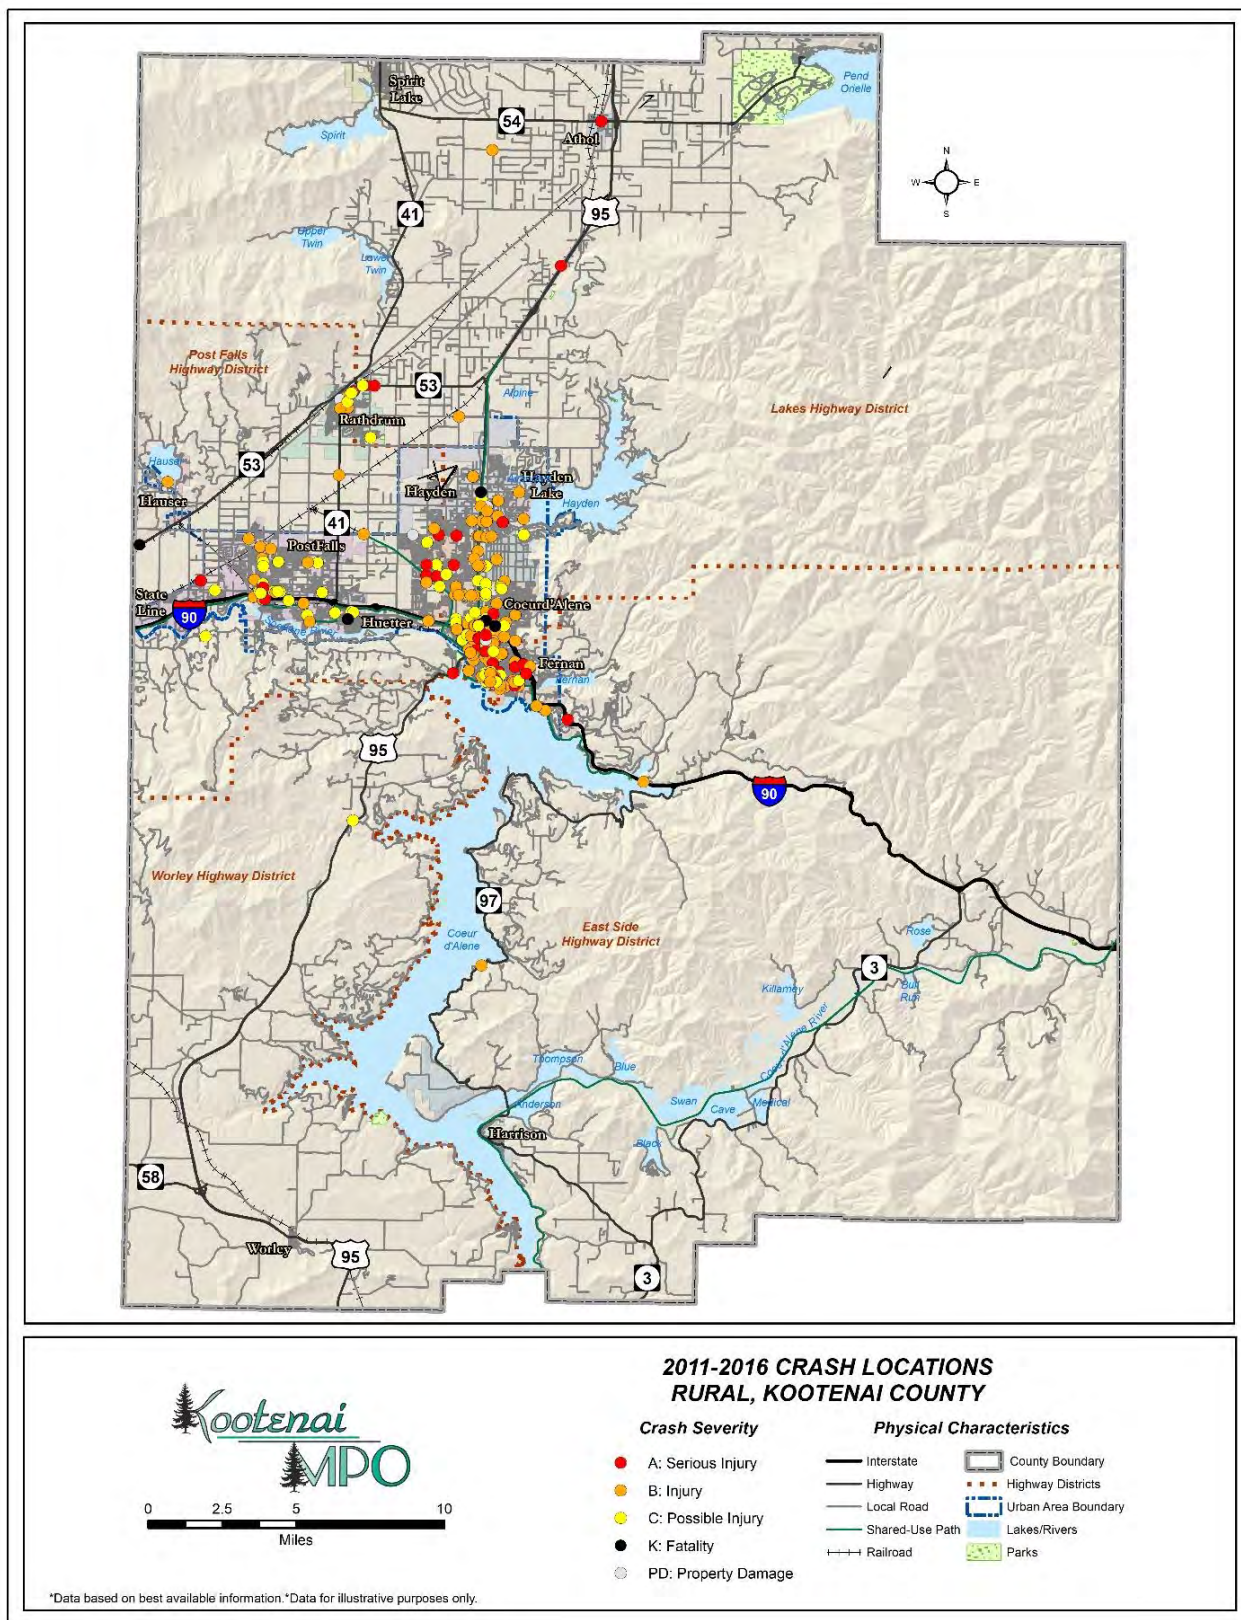 Spirit
Lake
Pend
Orielle
54
Athol
Spirit
N
W
E
S
41
95
Upper
Twin
Lower
Twin
Post Falls
Highway District
53
Alpine
Lakes Highway District
Rathdrum
Hauser
53
Hayden
Hayden
Lake
Hauser
Hayden
41
PostFalls
State
Line
90
Coeurd'Alene
Spokane River
Huetter
Fernan
Fernan
95
90
Worley Highway District
97
East Side
Highway District
Coeur
d'Alene
Rose
3
Killarney
Bull
Run
Coeur d'Alene River
Thompson
Blue
Anderson
Swan
Cave
Medical
Harrison
Black
58
Worley
95
3
2011-2016 CRASH LOCATIONS
RURAL, KOOTENAI COUNTY
Kootenai
MPO
Crash Severity
A: Serious Injury
B: Injury
C: Possible Injury
K: Fatality
PD: Property Damage
Physical Characteristics
Interstate
Highway
Local Road
Shared-Use Path
Railroad
County Boundary
Highway Districts
Urban Area Boundary
Lakes/Rivers
Parks
0 2.5 5 10
Miles
*Data based on best available information.*Data for illustrative purposes only.